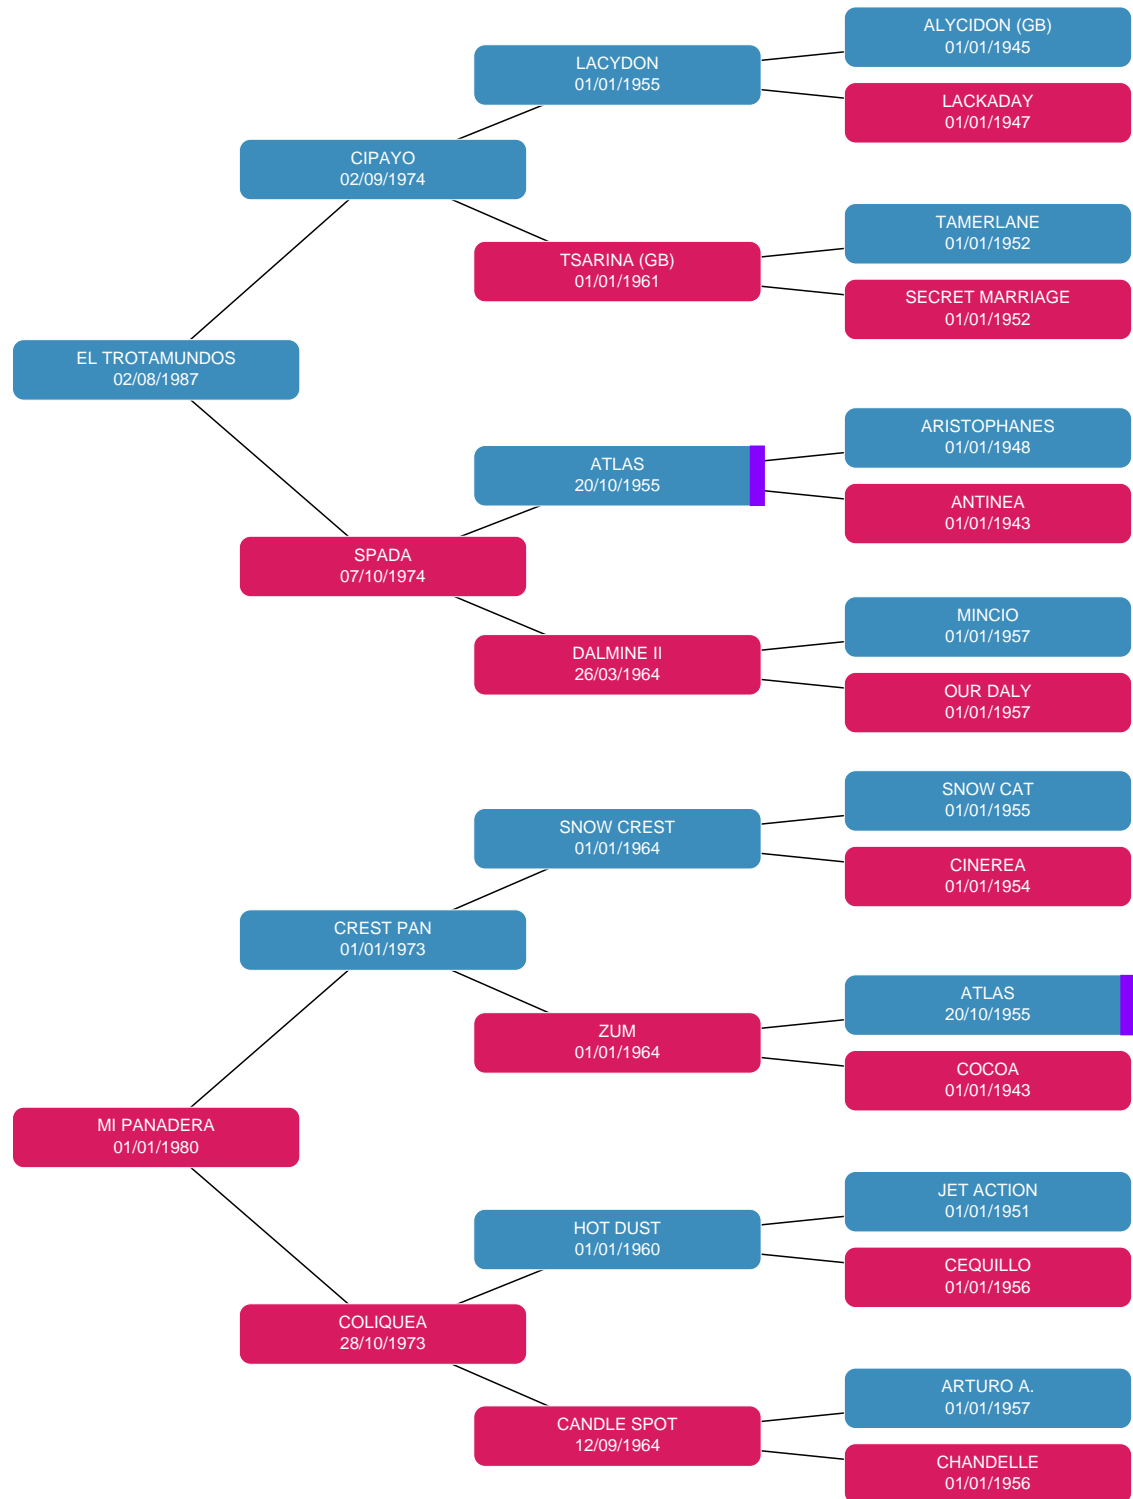 ALYCIDON (GB)
01/01/1945
LACYDON
01/01/1955
LACKADAY
01/01/1947
CIPAYO
02/09/1974
TAMERLANE
01/01/1952
TSARINA (GB)
01/01/1961
SECRET MARRIAGE
01/01/1952
EL TROTAMUNDOS
02/08/1987
ARISTOPHANES
01/01/1948
ATLAS
20/10/1955
ANTINEA
01/01/1943
SPADA
07/10/1974
MINCIO
01/01/1957
DALMINE II
26/03/1964
OUR DALY
01/01/1957
SNOW CAT
01/01/1955
SNOW CREST
01/01/1964
CINEREA
01/01/1954
CREST PAN
01/01/1973
ATLAS
20/10/1955
ZUM
01/01/1964
COCOA
01/01/1943
MI PANADERA
01/01/1980
JET ACTION
01/01/1951
HOT DUST
01/01/1960
CEQUILLO
01/01/1956
COLIQUEA
28/10/1973
ARTURO A.
01/01/1957
CANDLE SPOT
12/09/1964
CHANDELLE
01/01/1956